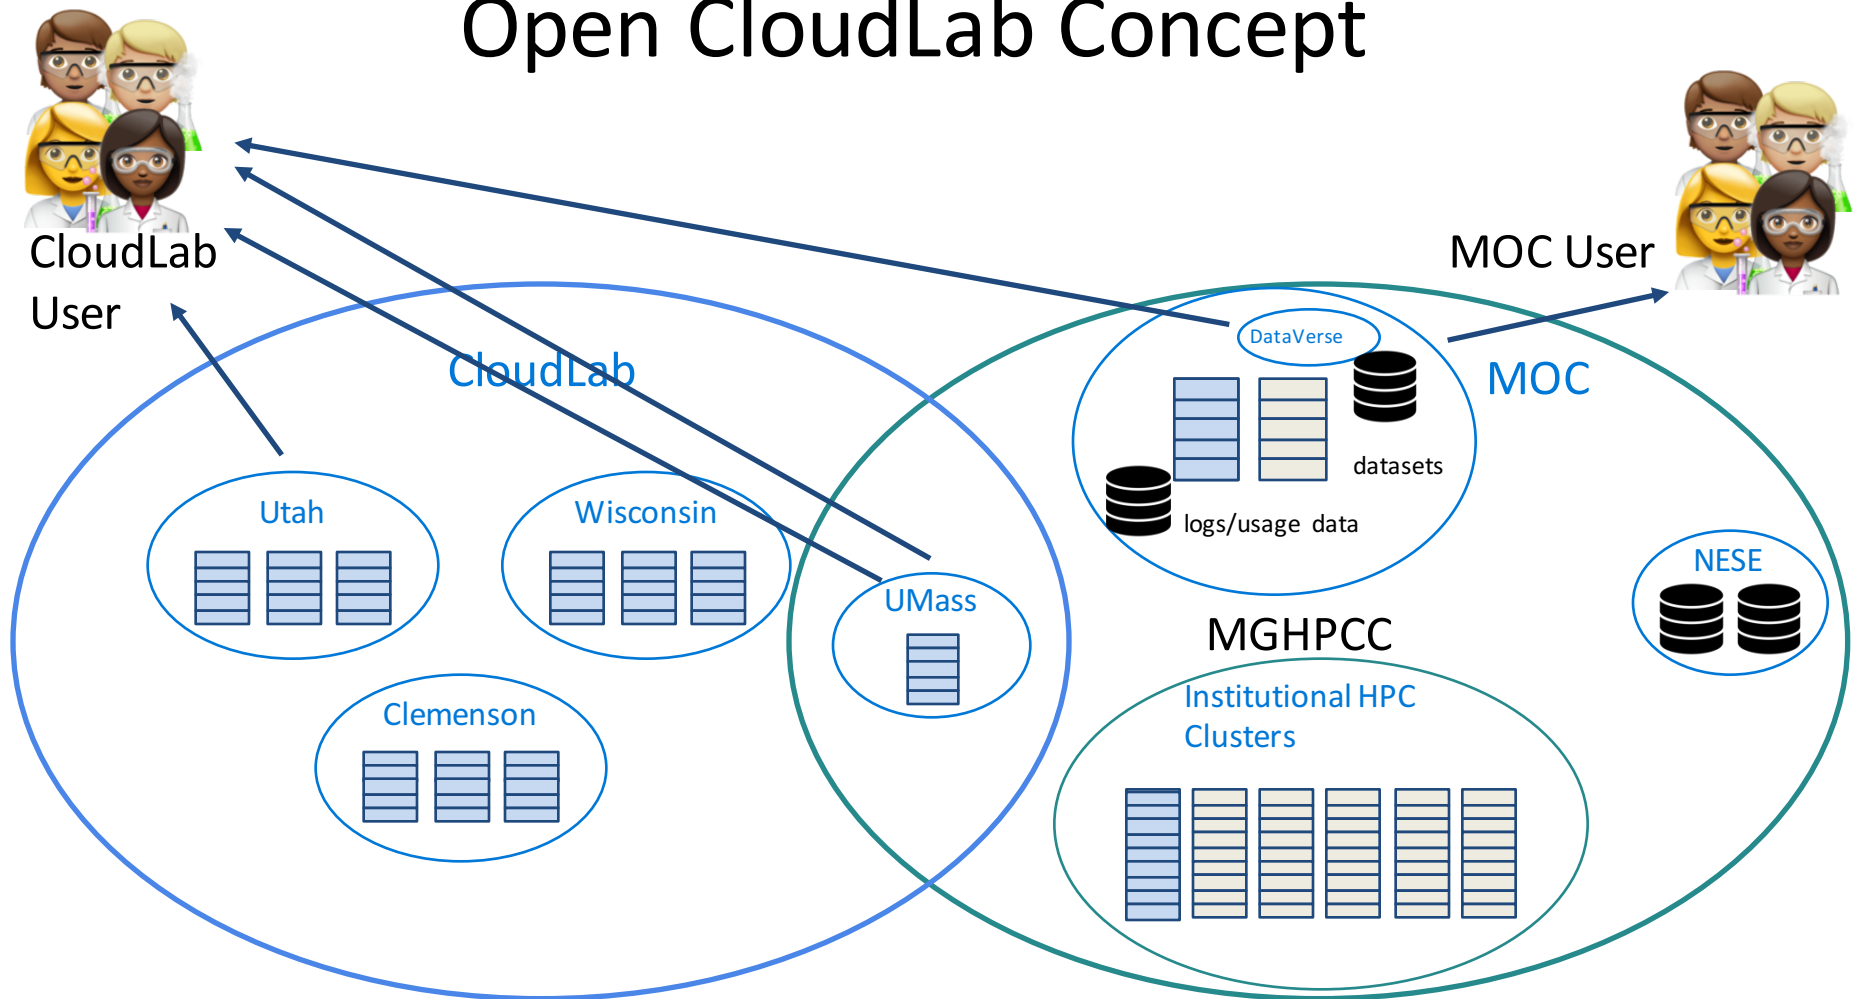 Open CloudLab Concept
CloudLab
User
MOC User
CloudLab
DataVerse
MOC
datasets
logs/usage data
Utah
Wisconsin
NESE
UMass
MGHPCC
Clemenson
Institutional HPC
Clusters